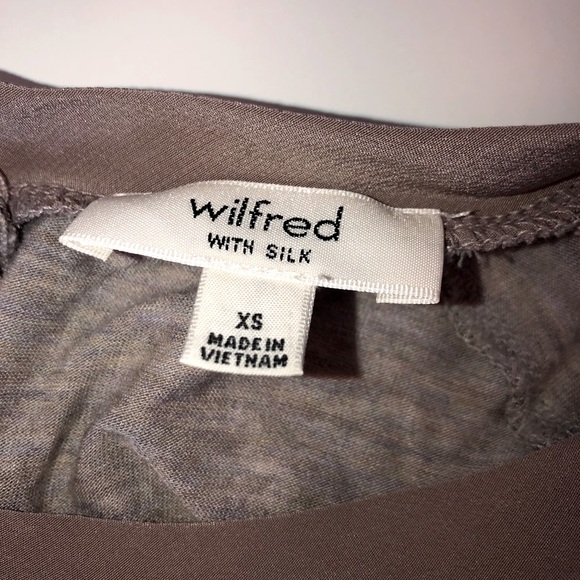 wilfred
WITH SILK
XS
MADE IN
VIETNAM